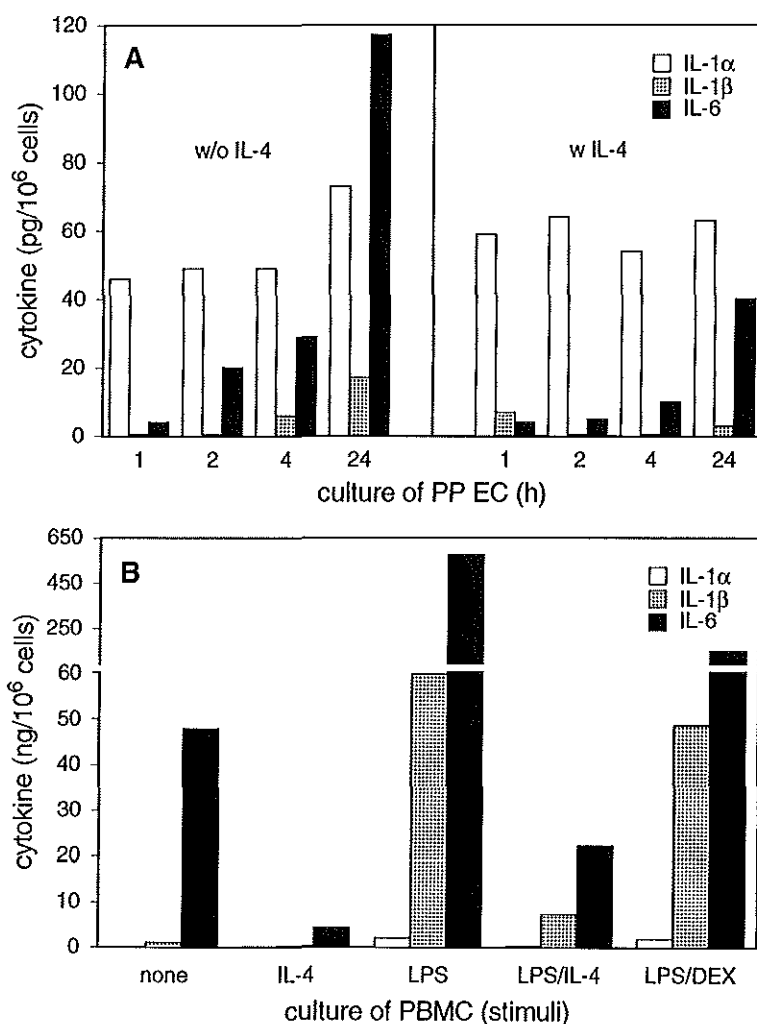 A
IL-1α
IL-1β
IL-6
w/o IL-4
w IL-4
cytokine (pg/10⁶ cells)
120
100
80
60
40
20
0
1 2 4 24 1 2 4 24
culture of PP EC (h)
B
IL-1α
IL-1β
IL-6
cytokine (ng/10⁶ cells)
650
450
250
60
50
40
30
20
10
0
none IL-4 LPS LPS/IL-4 LPS/DEX
culture of PBMC (stimuli)